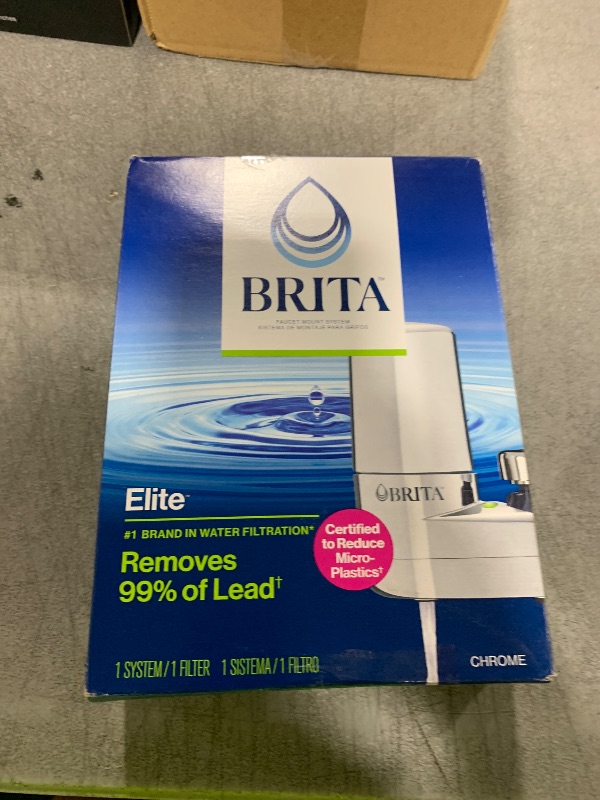 BRITA™
FAUCET MOUNT SYSTEM
SISTEMA DE MONTAJE PARA GRIFOS
BRITA
Elite™
#1 BRAND IN WATER FILTRATION*
Removes
99% of Lead†
Certified
to Reduce
Micro-
Plastics†
1 SYSTEM/1 FILTER 1 SISTEMA/1 FILTRO
CHROME